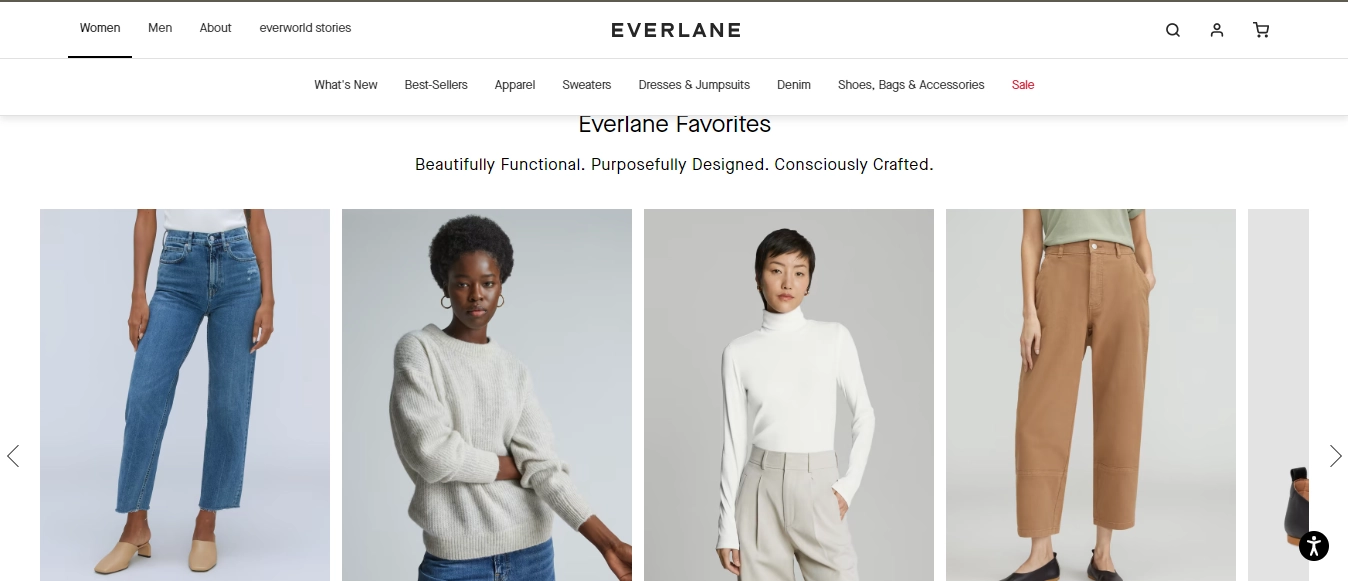 Women Men About everworld stories EVERLANE
What's New Best-Sellers Apparel Sweaters Dresses & Jumpsuits Denim Shoes, Bags & Accessories Sale
Everlane Favorites
Beautifully Functional. Purposefully Designed. Consciously Crafted.